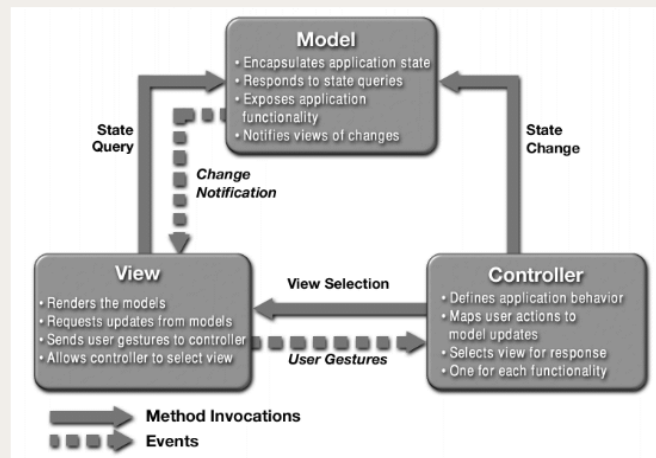 Model
• Encapsulates application state
• Responds to state queries
• Exposes application
functionality
• Notifies views of changes
State
Query
Change
Notification
State
Change
View
• Renders the models
• Requests updates from models
• Sends user gestures to controller
• Allows controller to select view
View Selection
User Gestures
Controller
• Defines application behavior
• Maps user actions to
model updates
• Selects view for response
• One for each functionality
Method Invocations
Events